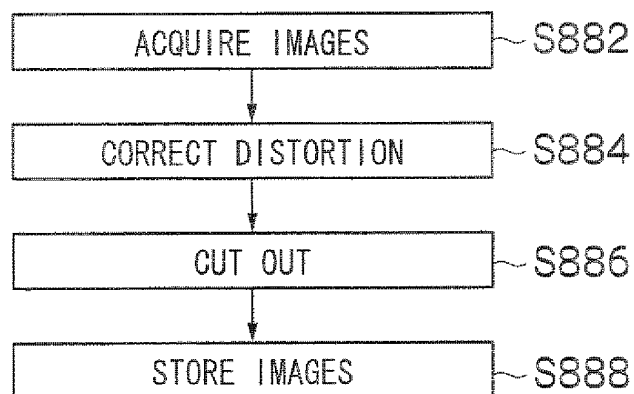 ACQUIRE IMAGES S882
CORRECT DISTORTION S884
CUT OUT S886
STORE IMAGES S888